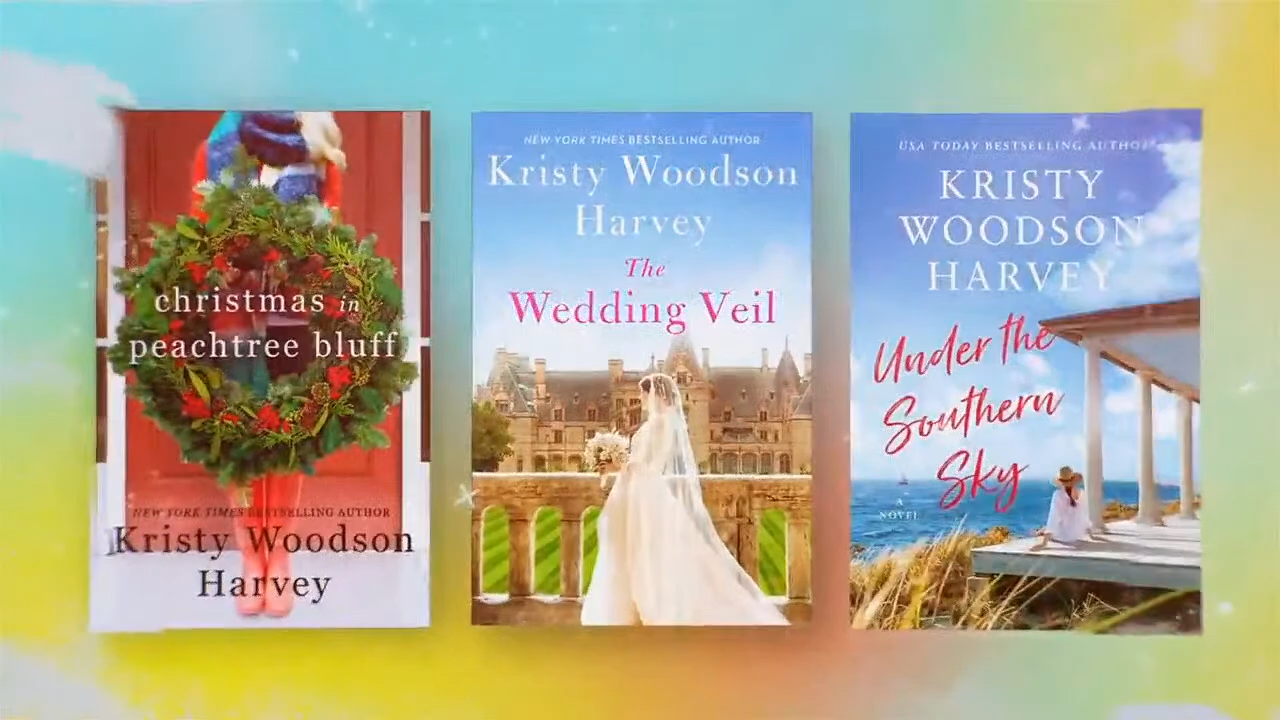 christmas in
peachtree bluff
NEW YORK TIMES BESTSELLING AUTHOR
Kristy Woodson
Harvey
NEW YORK TIMES BESTSELLING AUTHOR
Kristy Woodson
Harvey
The
Wedding Veil
USA TODAY BESTSELLING AUTHOR
KRISTY
WOODSON
HARVEY
Under the
Southern
Sky
A
NOVEL